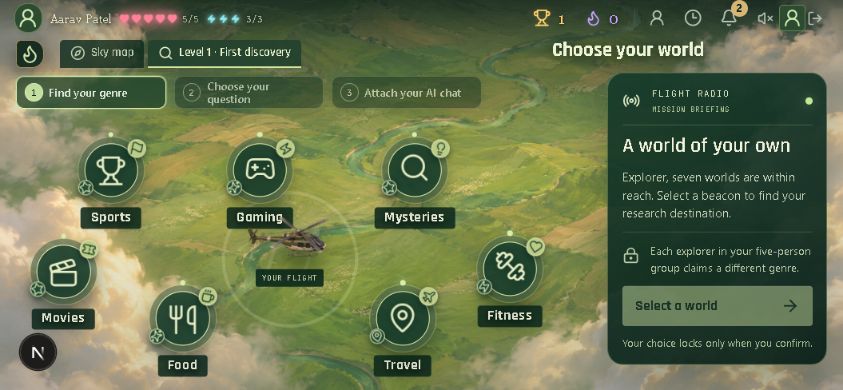 Aarav Patel 5/5 3/3
1 0 2
Choose your world
Sky map
Level 1 · First discovery
1 Find your genre
2 Choose your
question
3 Attach your AI chat
FLIGHT RADIO
MISSION BRIEFING
A world of your own
Explorer, seven worlds are within
reach. Select a beacon to find your
research destination.
Each explorer in your five-person
group claims a different genre.
Select a world
Your choice locks only when you confirm.
Sports
Gaming
Mysteries
YOUR FLIGHT
Movies
Fitness
Food
Travel
N